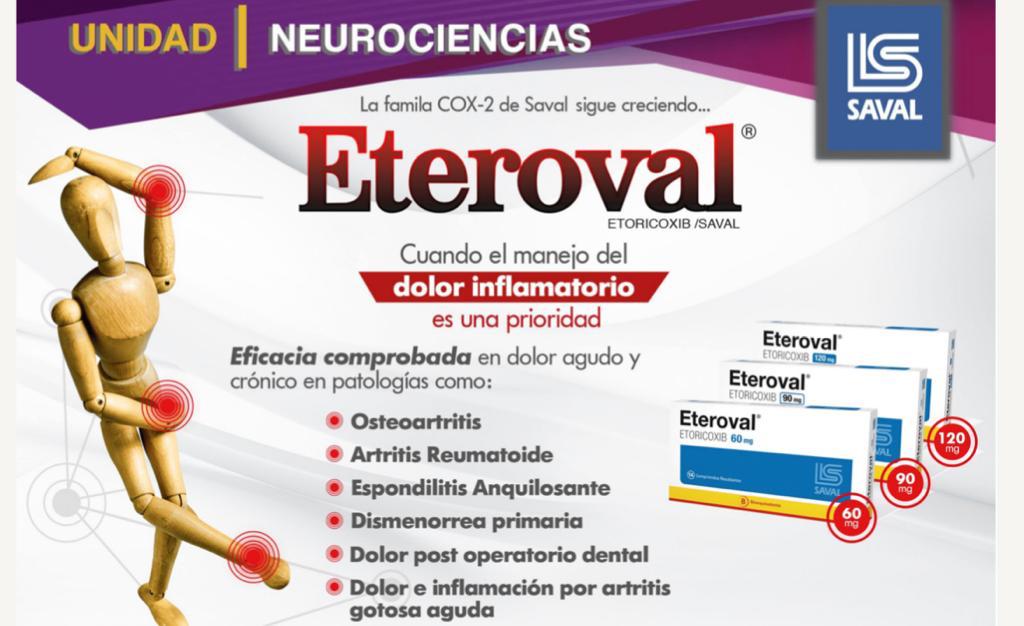 UNIDAD | NEUROCIENCIAS
LS
SAVAL
La famila COX-2 de Saval sigue creciendo...
Eteroval®
ETORICOXIB /SAVAL
Cuando el manejo del
dolor inflamatorio
es una prioridad
Eficacia comprobada en dolor agudo y
crónico en patologías como:
Osteoartritis
Artritis Reumatoide
Espondilitis Anquilosante
Dismenorrea primaria
Dolor post operatorio dental
Dolor e inflamación por artritis
gotosa aguda
Eteroval®
ETORICOXIB 120 mg
Eteroval®
ETORICOXIB 90 mg
Eteroval®
ETORICOXIB 60 mg
LS
SAVAL
120
mg
90
mg
60
mg